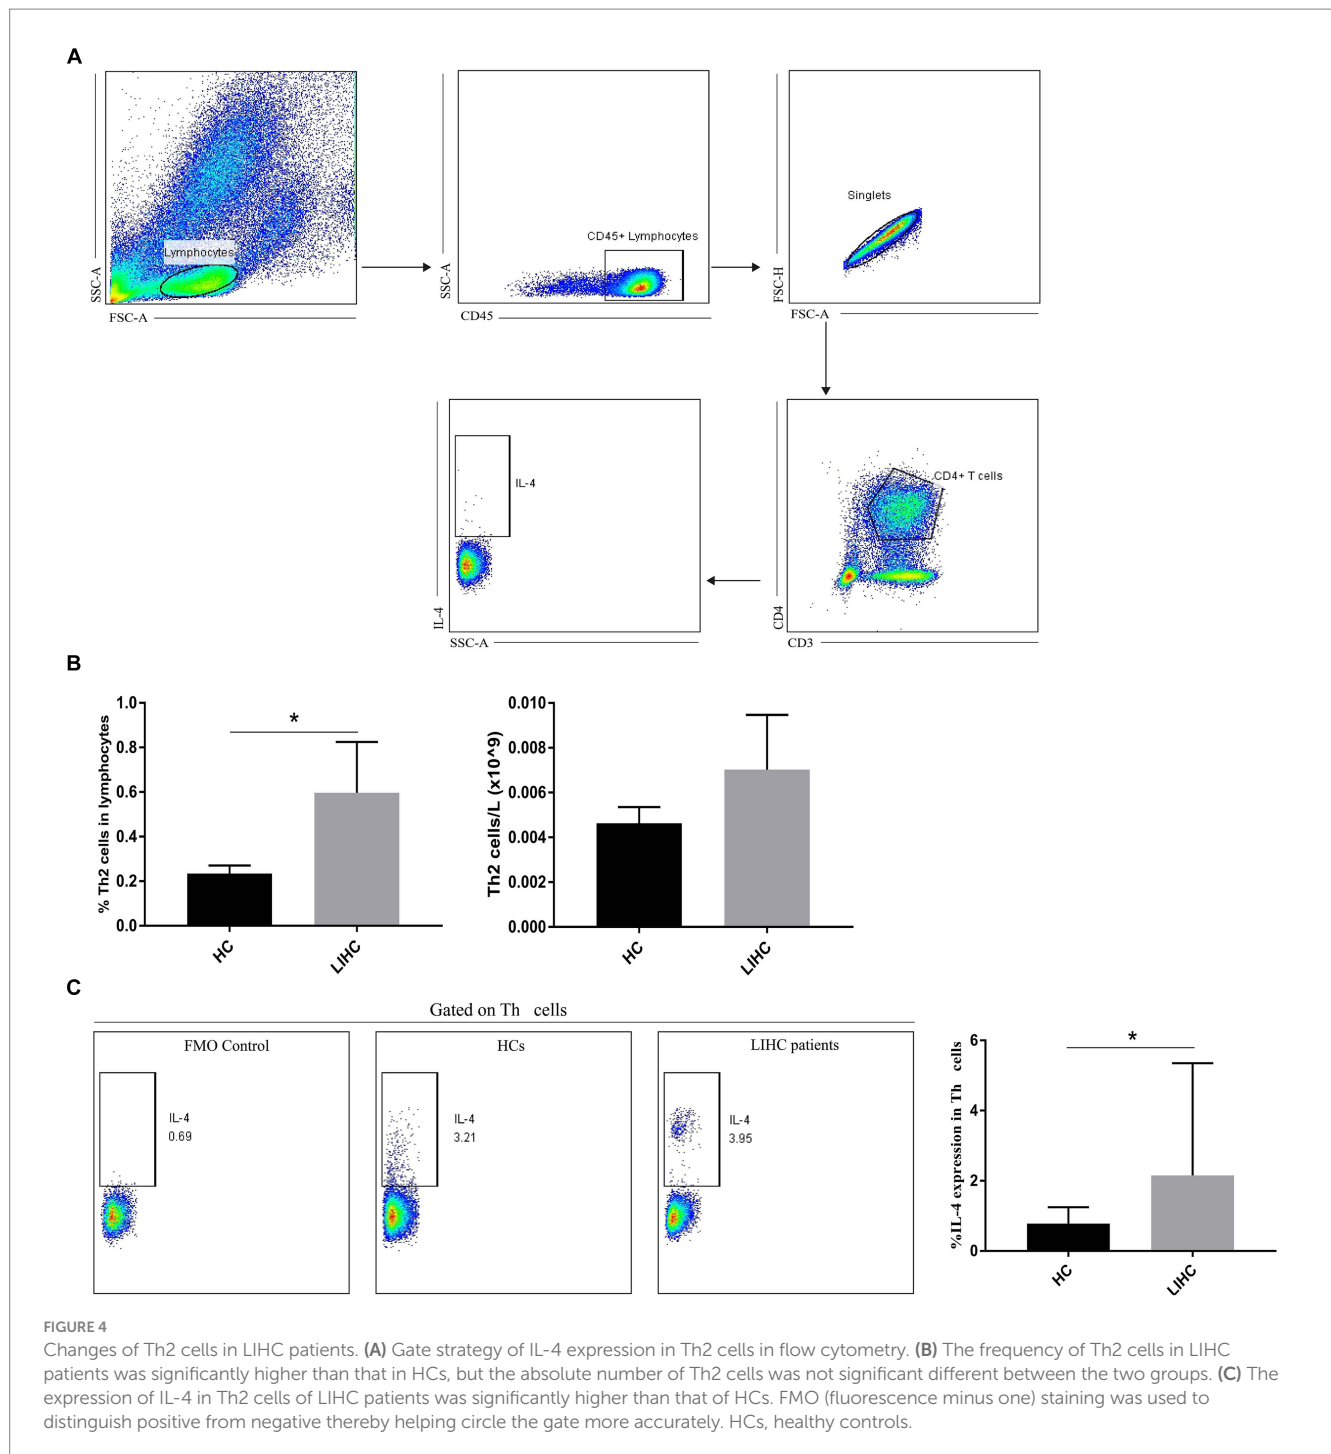 A
SSC-A
Lymphocytes
FSC-A
SSC-A
CD45+ Lymphocytes
CD45
FSC-H
Singlets
FSC-A
IL-4
IL-4
SSC-A
CD4
CD4+ T cells
CD3
B
% Th2 cells in lymphocytes
1.0
0.8
0.6
0.4
0.2
0.0
*
HC
LIHC
Th2 cells/L (x10^9)
0.010
0.008
0.006
0.004
0.002
0.000
HC
LIHC
C
Gated on Th cells
FMO Control
IL-4
0.69
HCs
IL-4
3.21
LIHC patients
IL-4
3.95
%IL-4 expression in Th cells
6
4
2
0
*
HC
LIHC
FIGURE 4
Changes of Th2 cells in LIHC patients. (A) Gate strategy of IL-4 expression in Th2 cells in flow cytometry. (B) The frequency of Th2 cells in LIHC
patients was significantly higher than that in HCs, but the absolute number of Th2 cells was not significant different between the two groups. (C) The
expression of IL-4 in Th2 cells of LIHC patients was significantly higher than that of HCs. FMO (fluorescence minus one) staining was used to
distinguish positive from negative thereby helping circle the gate more accurately. HCs, healthy controls.